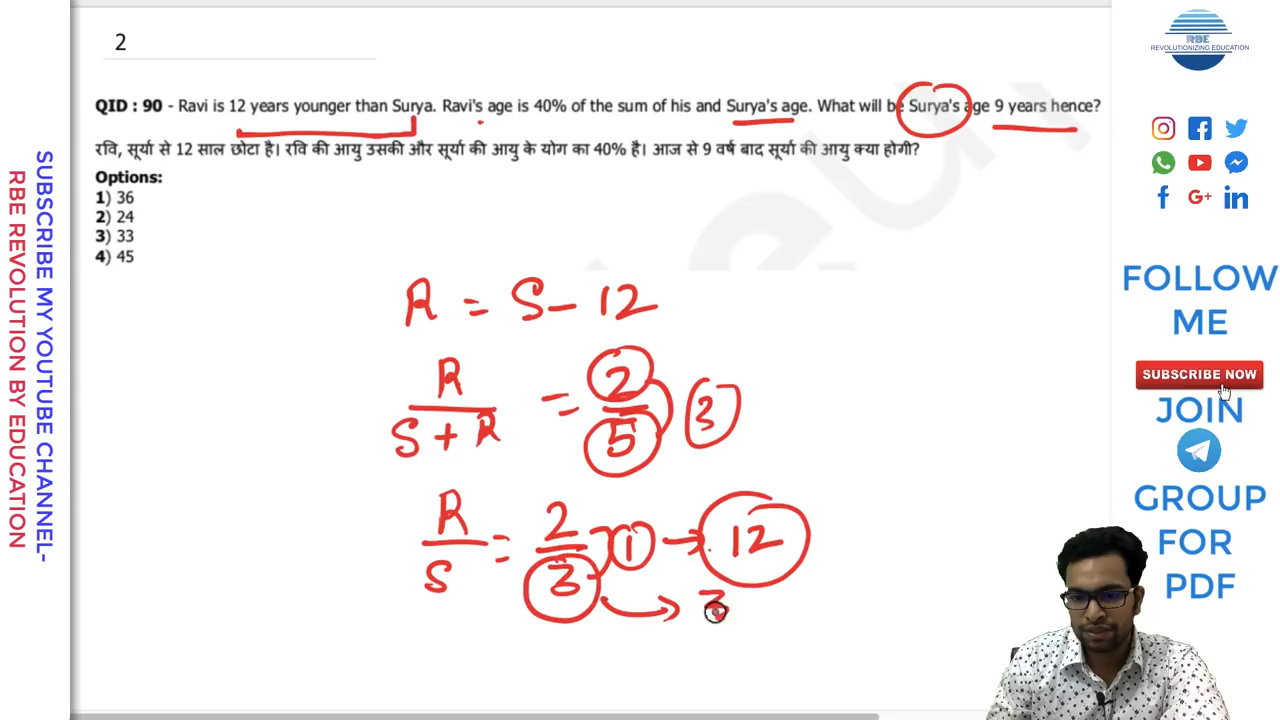 2
QID : 90 - Ravi is 12 years younger than Surya. Ravi's age is 40% of the sum of his and Surya's age. What will be Surya's age 9 years hence?
रवि, सूर्या से 12 साल छोटा है। रवि की आयु उसकी और सूर्या की आयु के योग का 40% है। आज से 9 वर्ष बाद सूर्या की आयु क्या होगी?
Options:
1) 36
2) 24
3) 33
4) 45
R = S - 12
R
S + R
= 2
5
3
R
S
= 2
3
1 → 12
3
SUBSCRIBE MY YOUTUBE CHANNEL-
RBE REVOLUTION BY EDUCATION
RBE
REVOLUTIONIZING EDUCATION
FOLLOW
ME
SUBSCRIBE NOW
JOIN
GROUP
FOR
PDF